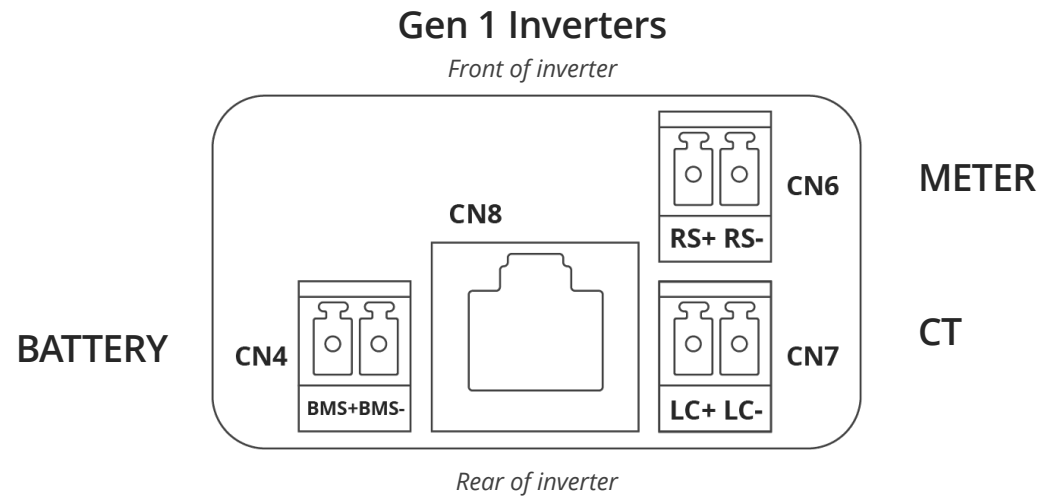 Gen 1 Inverters
Front of inverter
CN6
METER
CN8
RS+ RS-
BATTERY
CN4
BMS+BMS-
CN7
CT
LC+ LC-
Rear of inverter